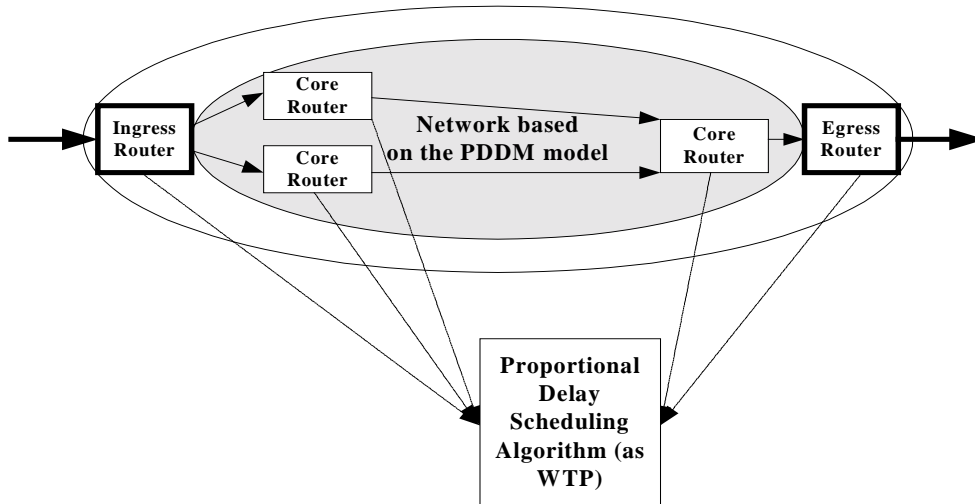 Core
Router
Ingress
Router
Network based
on the PDDM model
Core
Router
Core
Router
Egress
Router
Proportional
Delay
Scheduling
Algorithm (as
WTP)